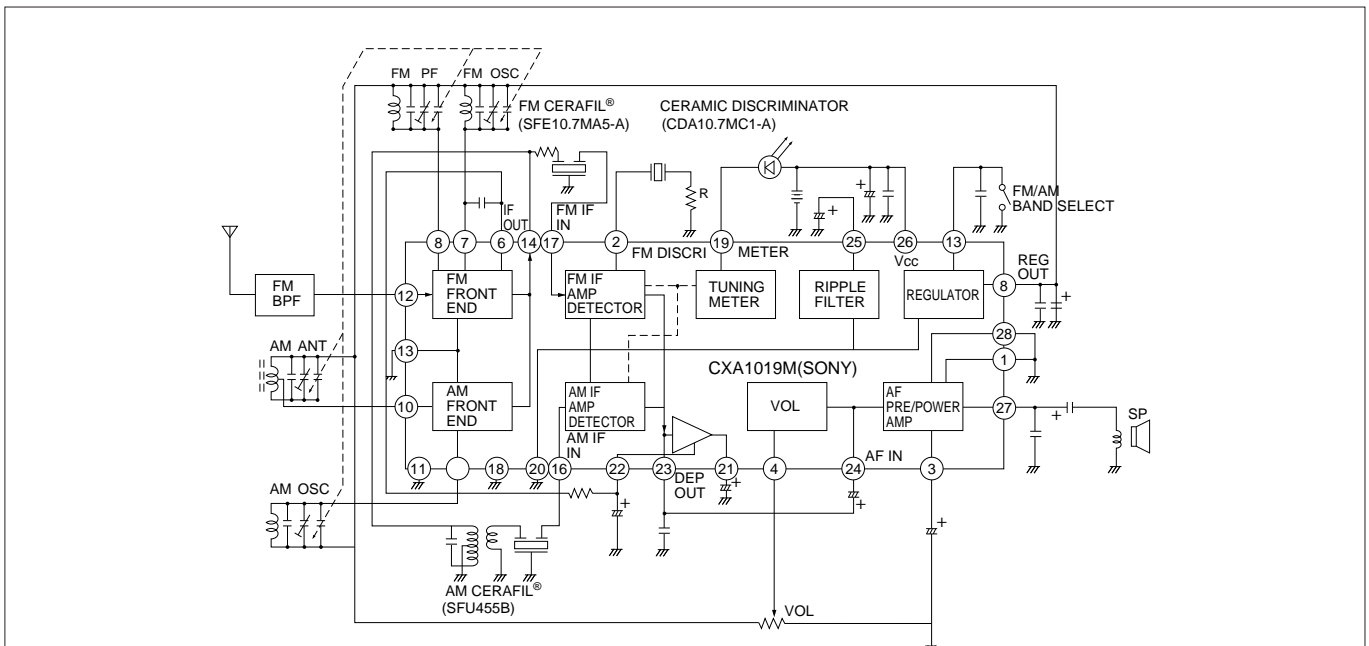 FM PF FM OSC
FM CERAFIL®
(SFE10.7MA5-A)
CERAMIC DISCRIMINATOR
(CDA10.7MC1-A)
R
FM/AM
BAND SELECT
IF
OUT
FM IF
IN
8 7 6 14 17 2 19 25 26 13
FM DISCRI METER
Vcc
REG
OUT
FM
BPF
12
FM
FRONT
END
FM IF
AMP
DETECTOR
TUNING
METER
RIPPLE
FILTER
REGULATOR
8
28
13
1
AM ANT
CXA1019M(SONY)
10
AM
FRONT
END
AM IF
AMP
DETECTOR
AM IF
IN
VOL
AF
PRE/POWER
AMP
27
SP
+
11 18 20 16 22 23 21 4 24 3
DEP
OUT
AF IN
+
+
+
+
+
+
+
AM OSC
AM CERAFIL®
(SFU455B)
VOL